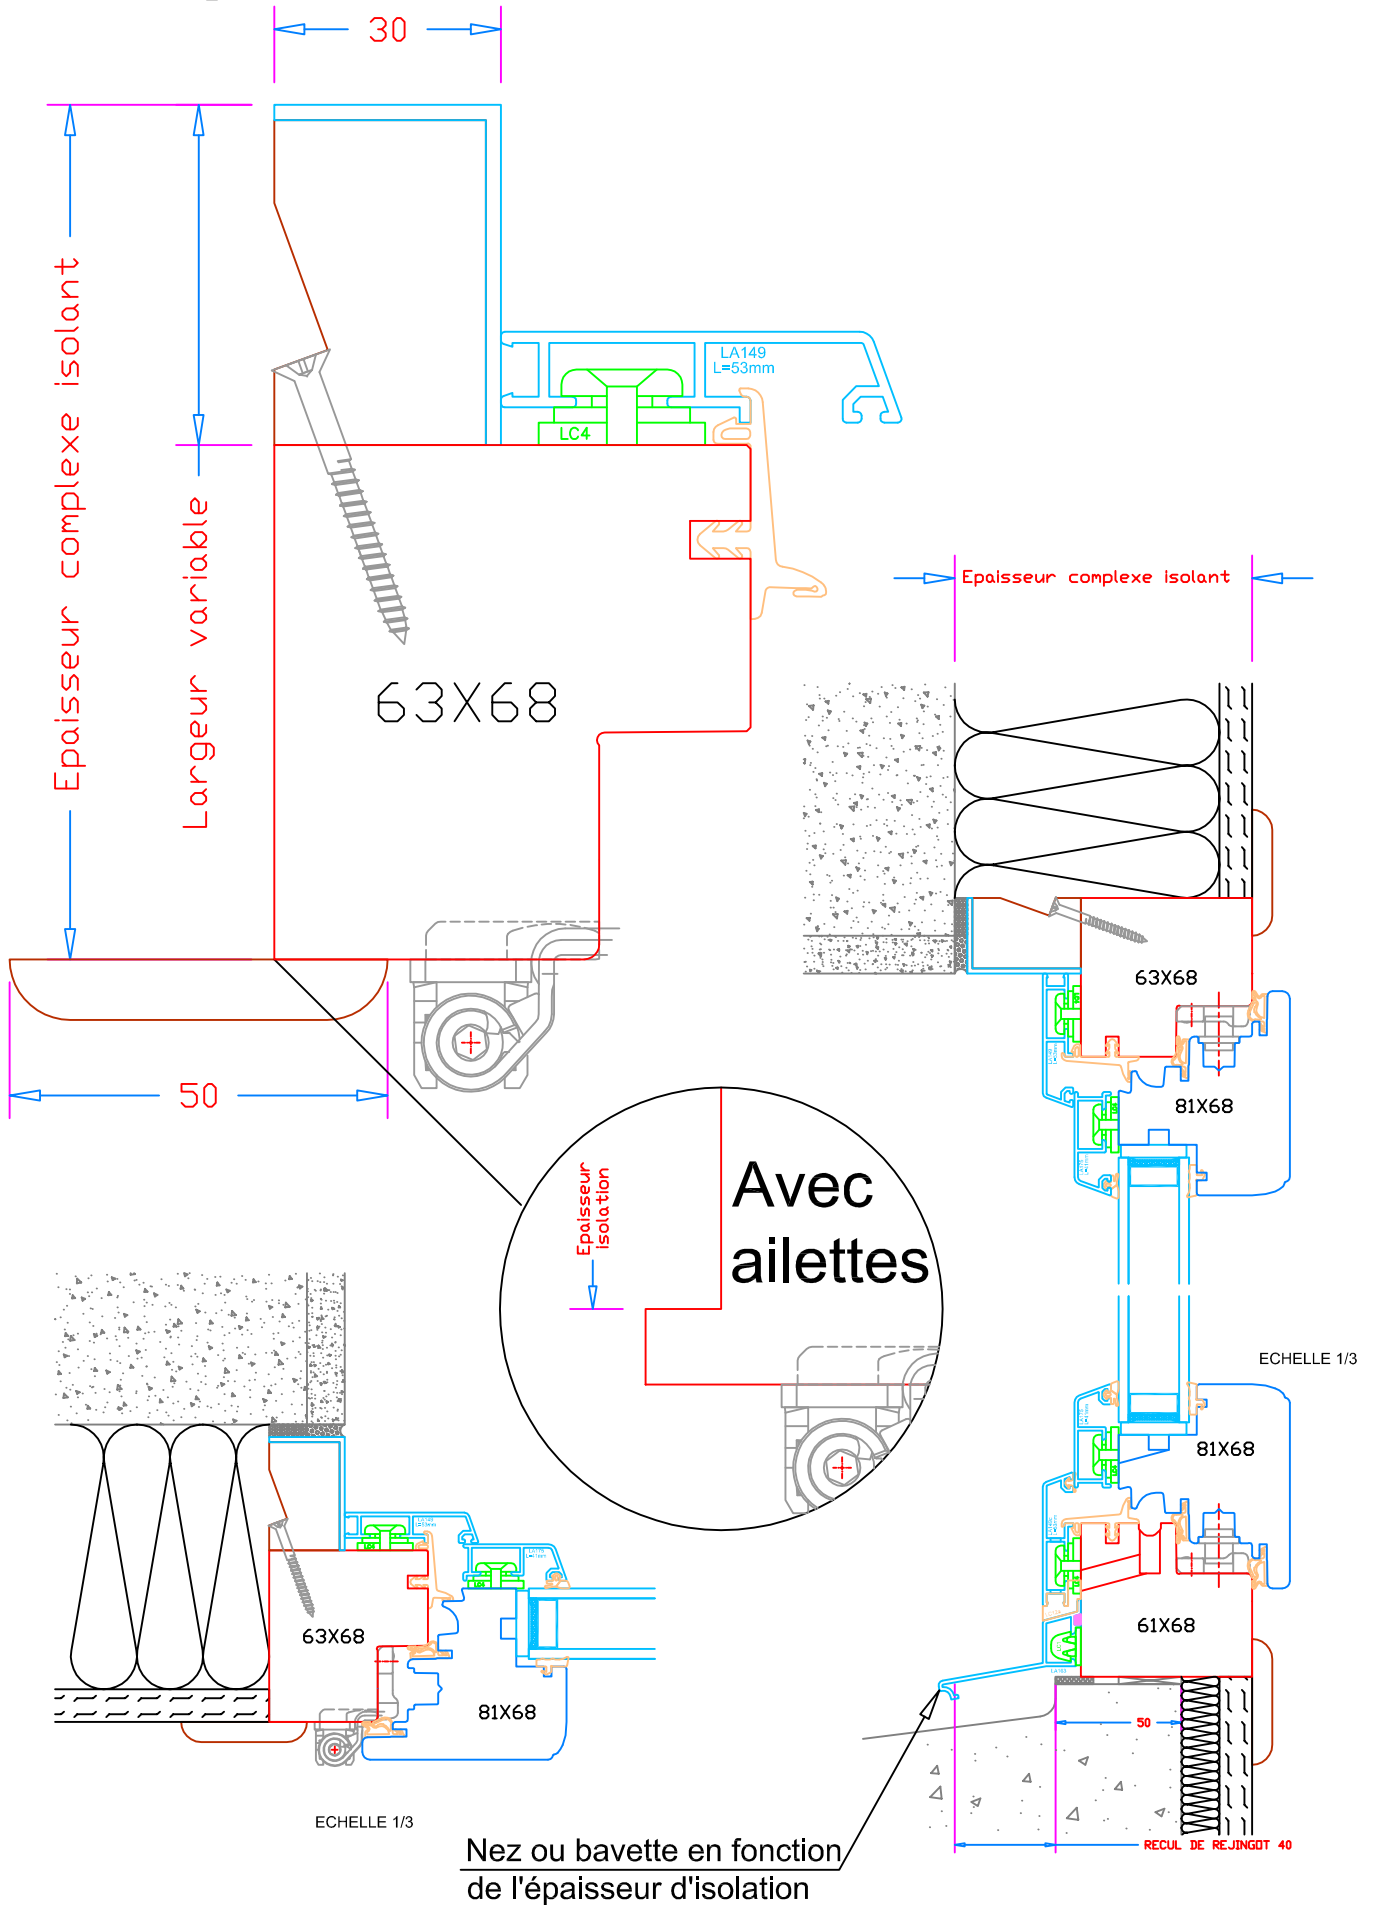 30
Epaisseur complexe isolant
Largeur variable
LA149
L=53mm
LC4
63X68
50
Epaisseur complexe isolant
63X68
81X68
Avec
ailettes
Epaisseur
isolation
ECHELLE 1/3
81X68
61X68
50
RECUL DE REJINGOT 40
63X68
81X68
ECHELLE 1/3
Nez ou bavette en fonction
de l'épaisseur d'isolation